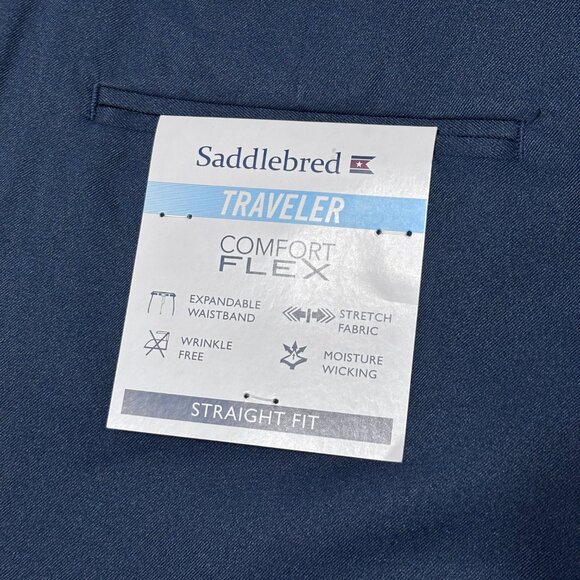 Saddlebred
TRAVELER
COMFORT
FLEX
EXPANDABLE
WAISTBAND
STRETCH
FABRIC
WRINKLE
FREE
MOISTURE
WICKING
STRAIGHT FIT